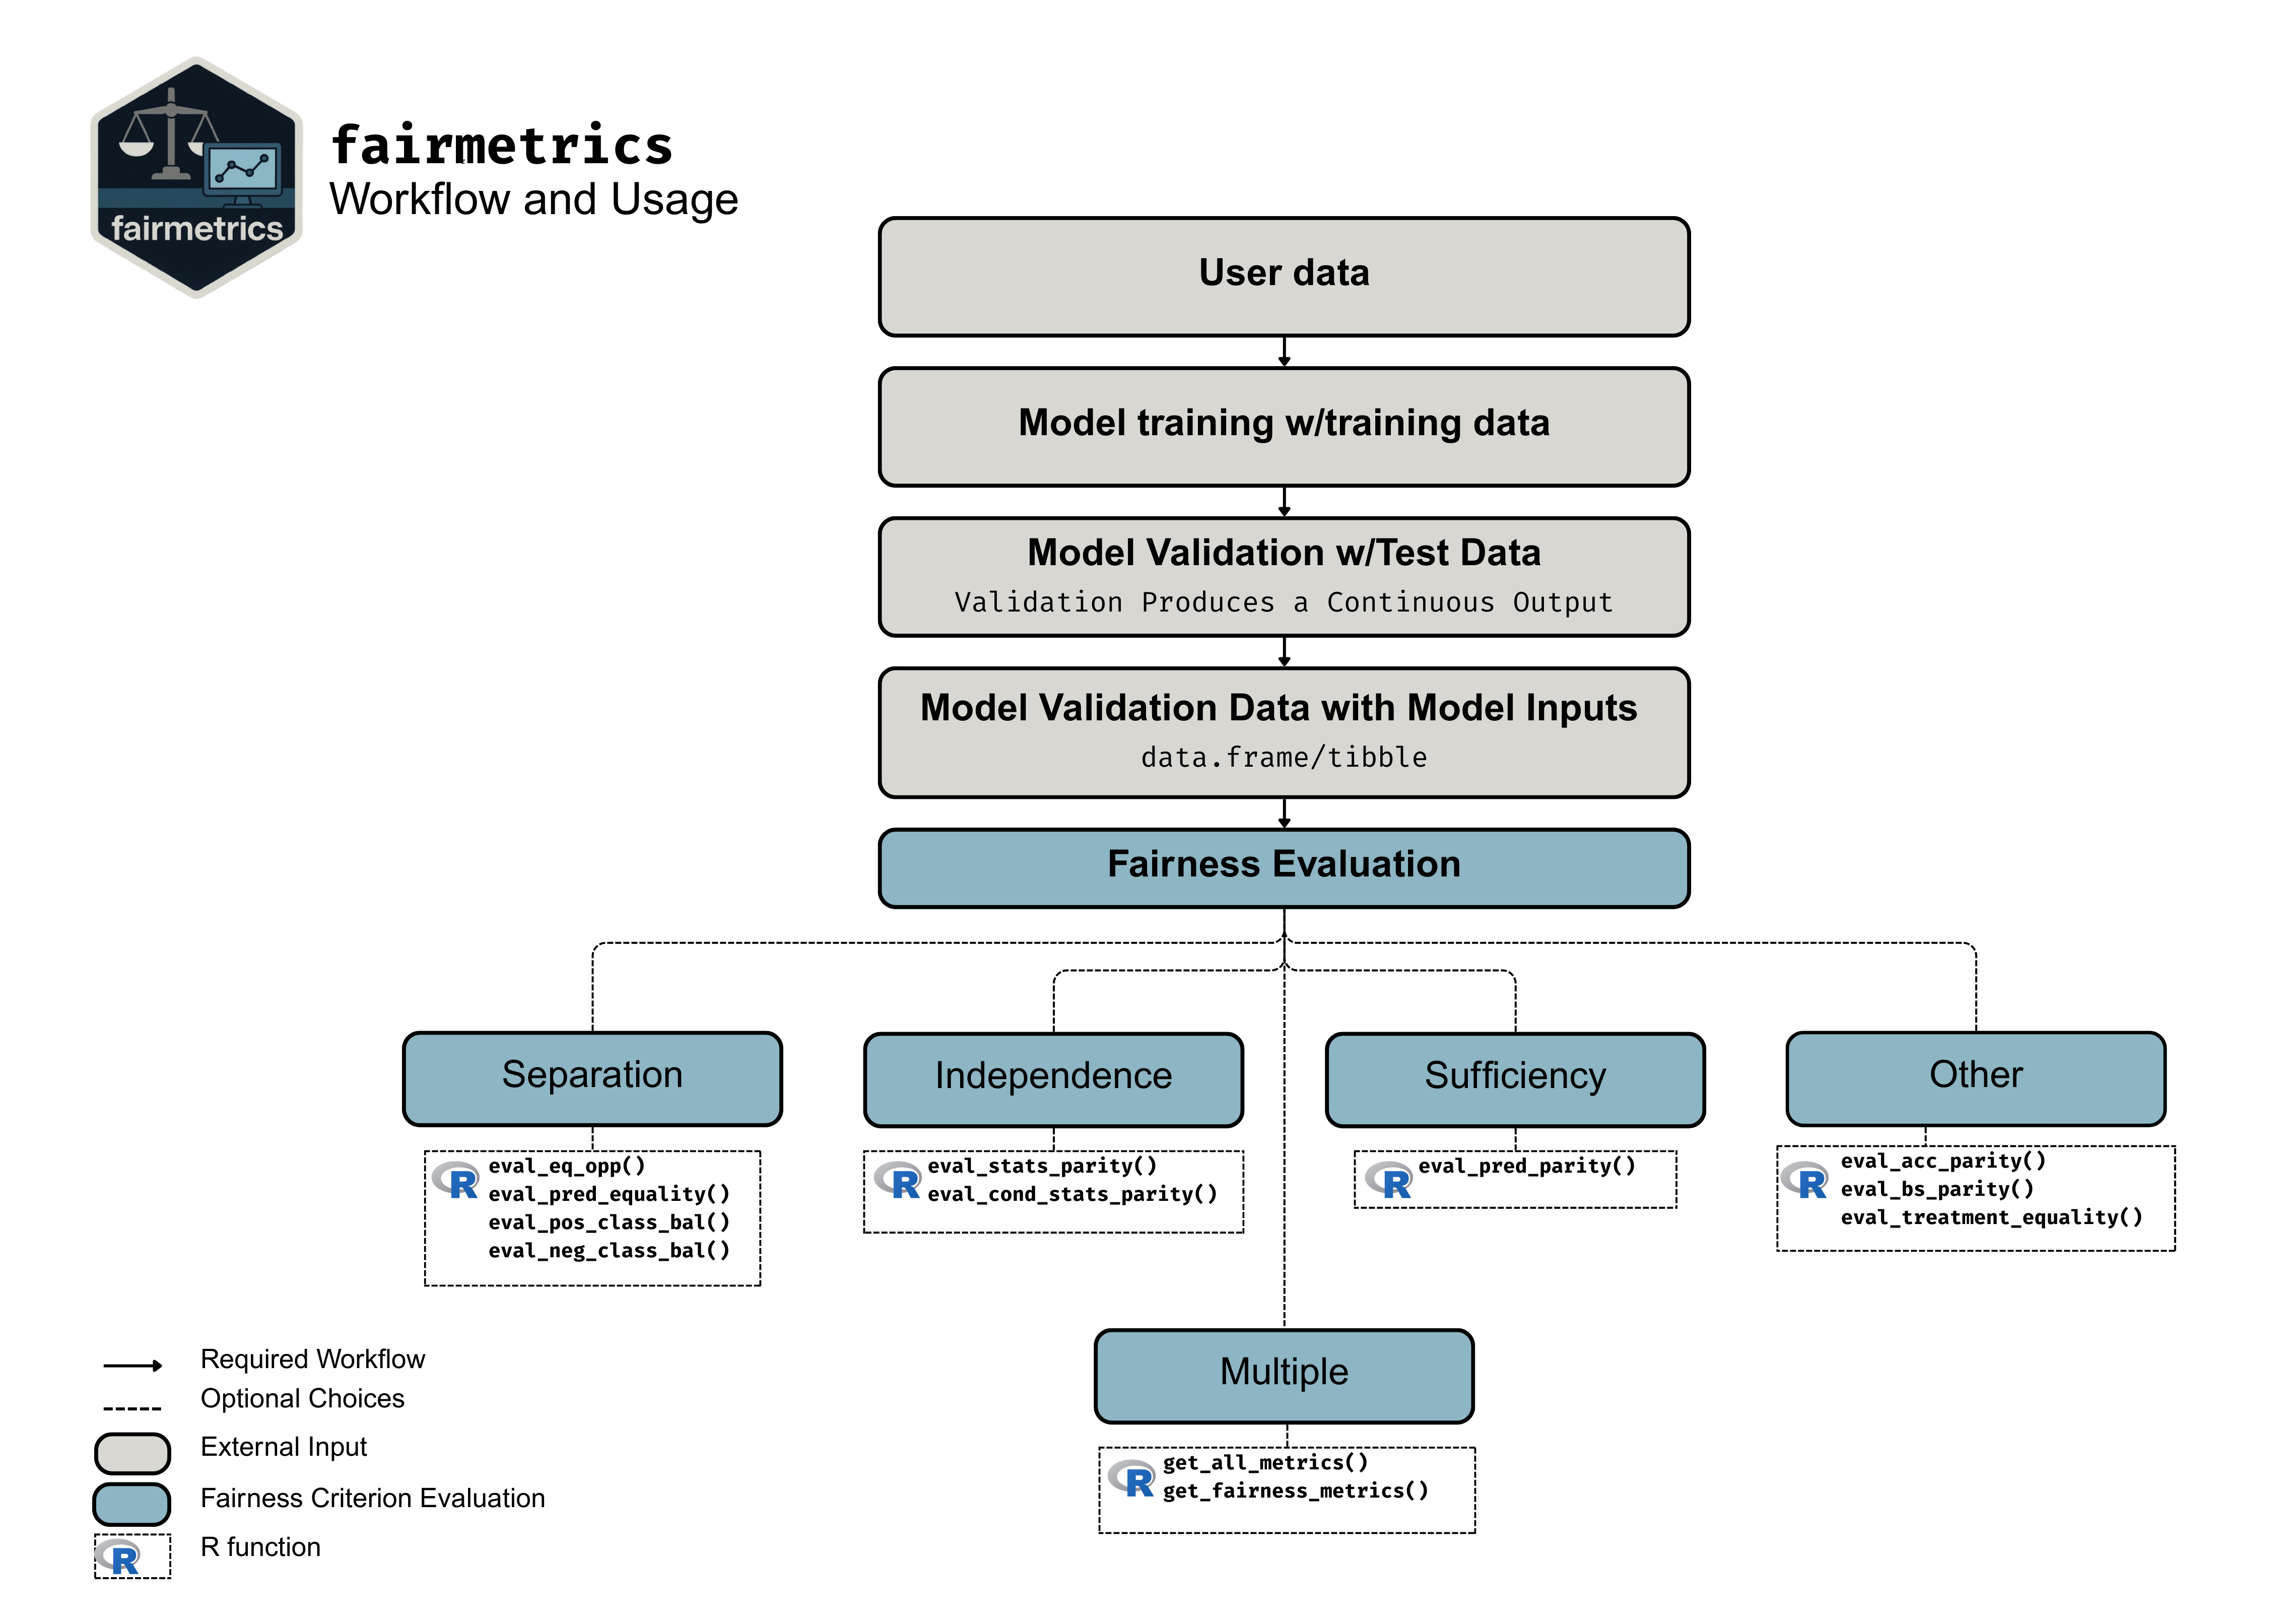 fairmetrics
fairmetrics
Workflow and Usage
User data
Model training w/training data
Model Validation w/Test Data
Validation Produces a Continuous Output
Model Validation Data with Model Inputs
data.frame/tibble
Fairness Evaluation
Separation
R
eval_eq_opp()
eval_pred_equality()
eval_pos_class_bal()
eval_neg_class_bal()
Independence
R
eval_stats_parity()
eval_cond_stats_parity()
Sufficiency
R
eval_pred_parity()
Other
R
eval_acc_parity()
eval_bs_parity()
eval_treatment_equality()
Multiple
R
get_all_metrics()
get_fairness_metrics()
Required Workflow
Optional Choices
External Input
Fairness Criterion Evaluation
R
R function